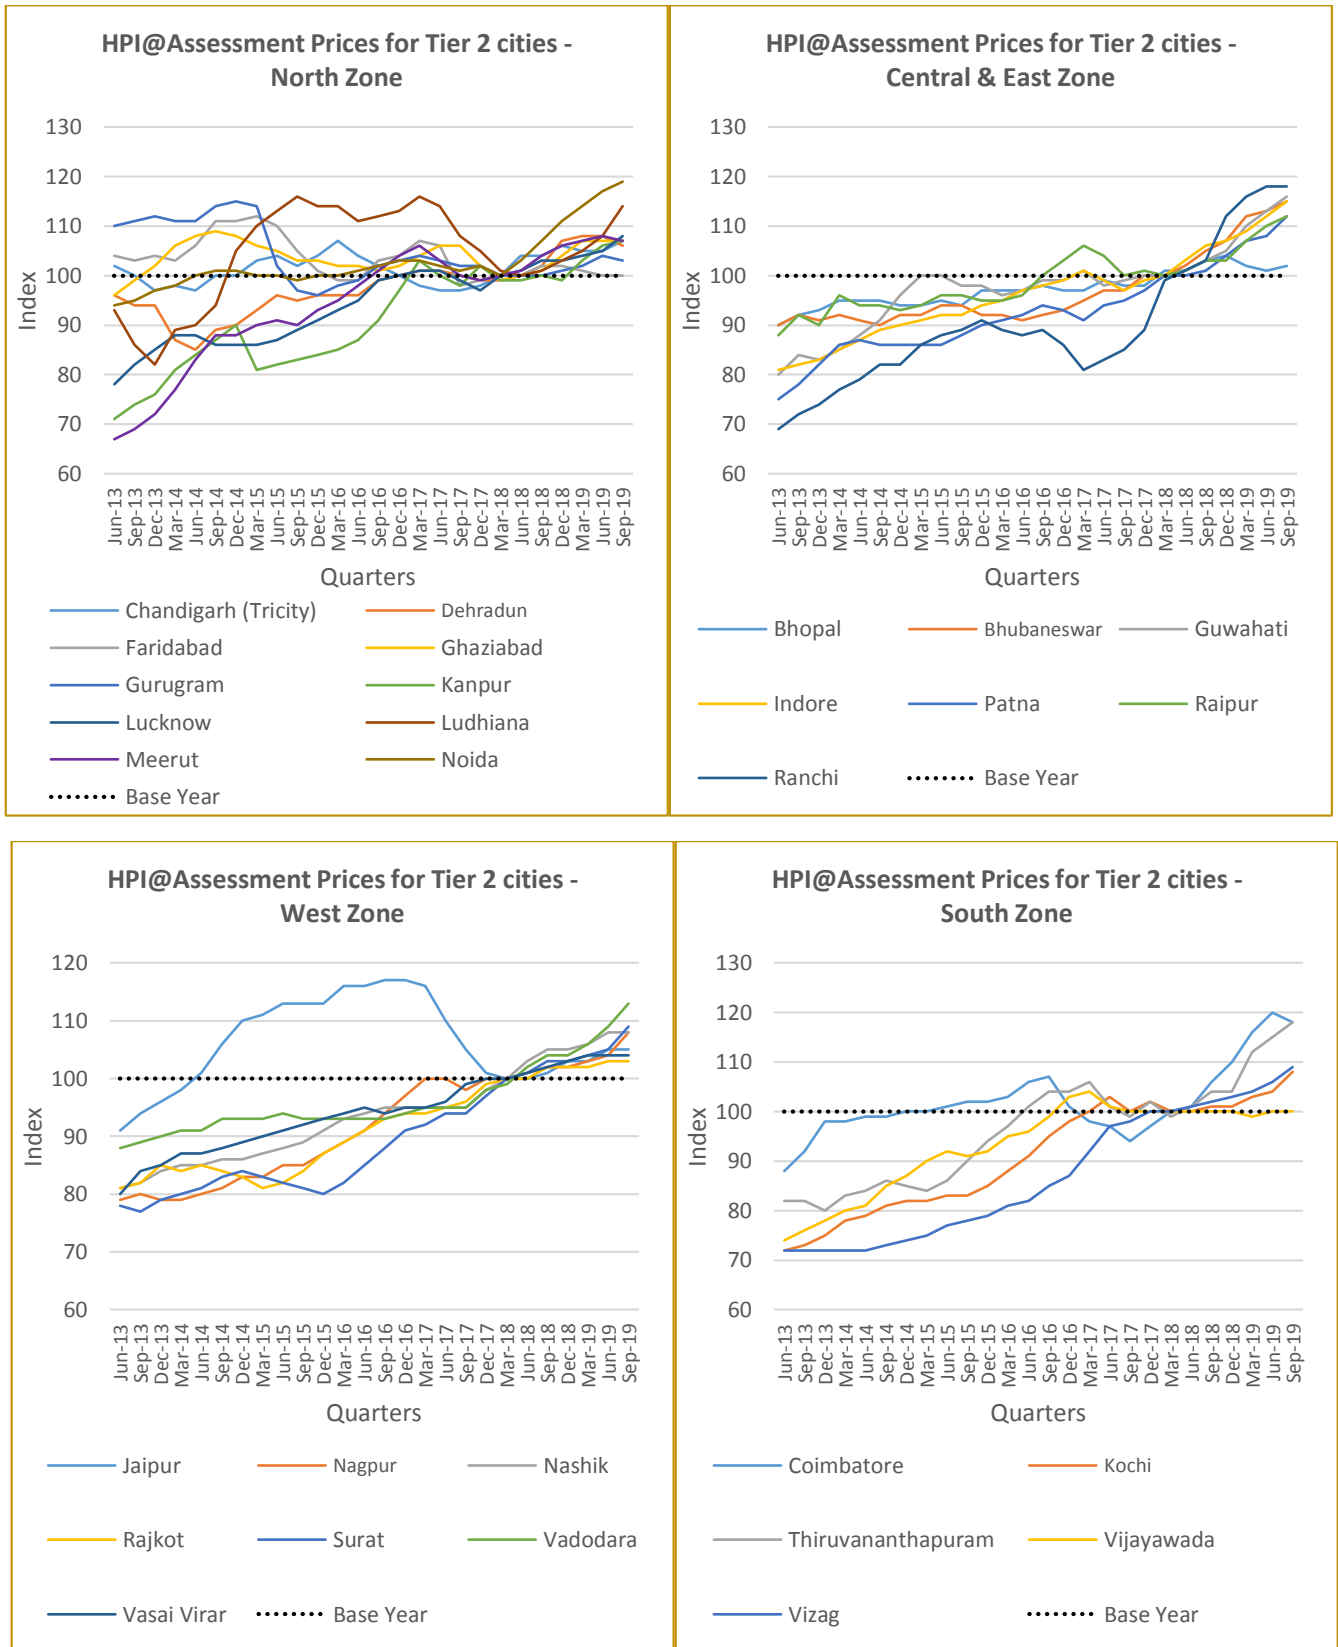 HPI@Assessment Prices for Tier 2 cities -
North Zone
130
120
110
100
90
80
70
60
Index
Jun-13
Sep-13
Dec-13
Mar-14
Jun-14
Sep-14
Dec-14
Mar-15
Jun-15
Sep-15
Dec-15
Mar-16
Jun-16
Sep-16
Dec-16
Mar-17
Jun-17
Sep-17
Dec-17
Mar-18
Jun-18
Sep-18
Dec-18
Mar-19
Jun-19
Sep-19
Quarters
Chandigarh (Tricity)
Dehradun
Faridabad
Ghaziabad
Gurugram
Kanpur
Lucknow
Ludhiana
Meerut
Noida
Base Year
HPI@Assessment Prices for Tier 2 cities -
Central & East Zone
130
120
110
100
90
80
70
60
Index
Jun-13
Sep-13
Dec-13
Mar-14
Jun-14
Sep-14
Dec-14
Mar-15
Jun-15
Sep-15
Dec-15
Mar-16
Jun-16
Sep-16
Dec-16
Mar-17
Jun-17
Sep-17
Dec-17
Mar-18
Jun-18
Sep-18
Dec-18
Mar-19
Jun-19
Sep-19
Quarters
Bhopal
Bhubaneswar
Guwahati
Indore
Patna
Raipur
Ranchi
Base Year
HPI@Assessment Prices for Tier 2 cities -
West Zone
120
110
100
90
80
70
60
Index
Jun-13
Sep-13
Dec-13
Mar-14
Jun-14
Sep-14
Dec-14
Mar-15
Jun-15
Sep-15
Dec-15
Mar-16
Jun-16
Sep-16
Dec-16
Mar-17
Jun-17
Sep-17
Dec-17
Mar-18
Jun-18
Sep-18
Dec-18
Mar-19
Jun-19
Sep-19
Quarters
Jaipur
Nagpur
Nashik
Rajkot
Surat
Vadodara
Vasai Virar
Base Year
HPI@Assessment Prices for Tier 2 cities -
South Zone
130
120
110
100
90
80
70
60
Index
Jun-13
Sep-13
Dec-13
Mar-14
Jun-14
Sep-14
Dec-14
Mar-15
Jun-15
Sep-15
Dec-15
Mar-16
Jun-16
Sep-16
Dec-16
Mar-17
Jun-17
Sep-17
Dec-17
Mar-18
Jun-18
Sep-18
Dec-18
Mar-19
Jun-19
Sep-19
Quarters
Coimbatore
Kochi
Thiruvananthapuram
Vijayawada
Vizag
Base Year